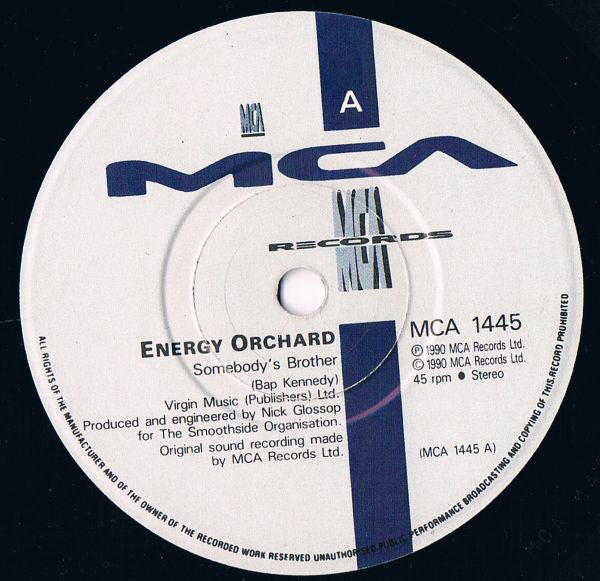 A
MCA
MCA
MCA
RECORDS
ENERGY ORCHARD
Somebody's Brother
(Bap Kennedy)
Virgin Music (Publishers) Ltd.
Produced and engineered by Nick Glossop
for The Smoothside Organisation.
Original sound recording made
by MCA Records Ltd.
MCA 1445
Ⓟ 1990 MCA Records Ltd.
© 1990 MCA Records Ltd.
45 rpm ● Stereo
(MCA 1445 A)
ALL RIGHTS OF THE MANUFACTURER AND OF THE OWNER OF THE RECORDED WORK RESERVED UNAUTHORISED PUBLIC PERFORMANCE BROADCASTING AND COPYING OF THIS RECORD PROHIBITED